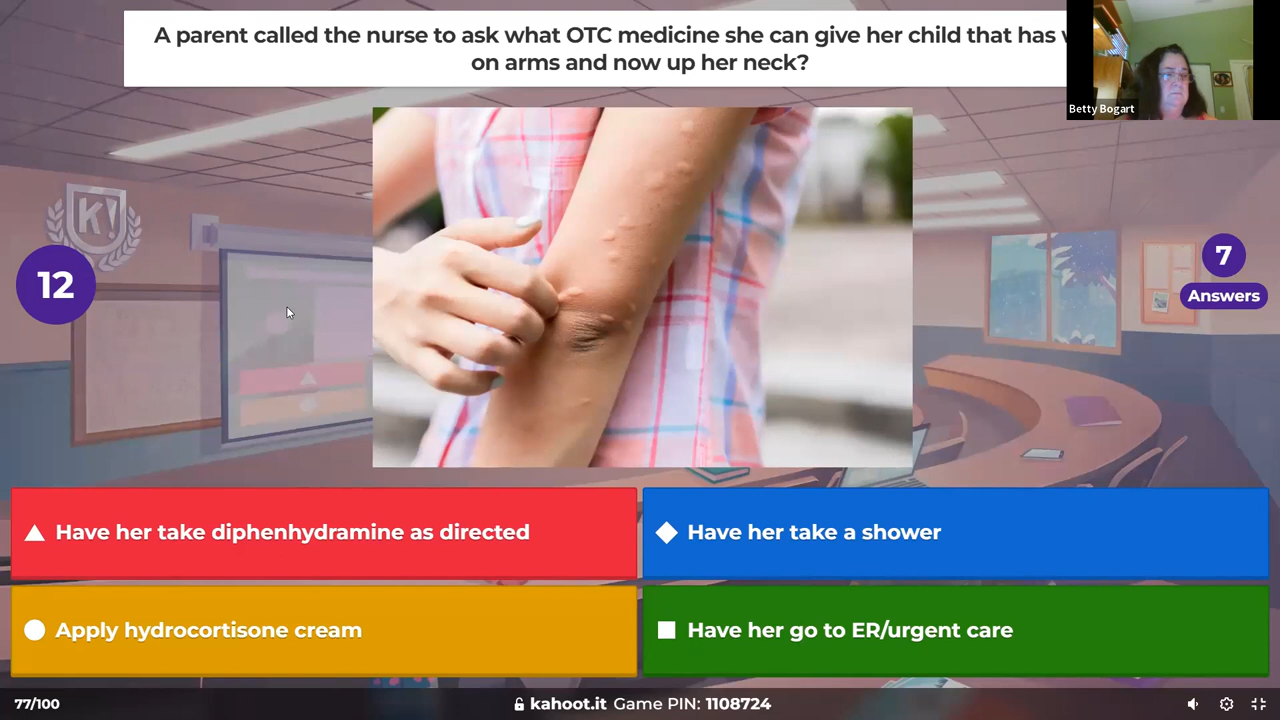 A parent called the nurse to ask what OTC medicine she can give her child that has
on arms and now up her neck?
Betty Bogart
K!
12
7
Answers
Have her take diphenhydramine as directed
Have her take a shower
Apply hydrocortisone cream
Have her go to ER/urgent care
77/100
kahoot.it Game PIN: 1108724